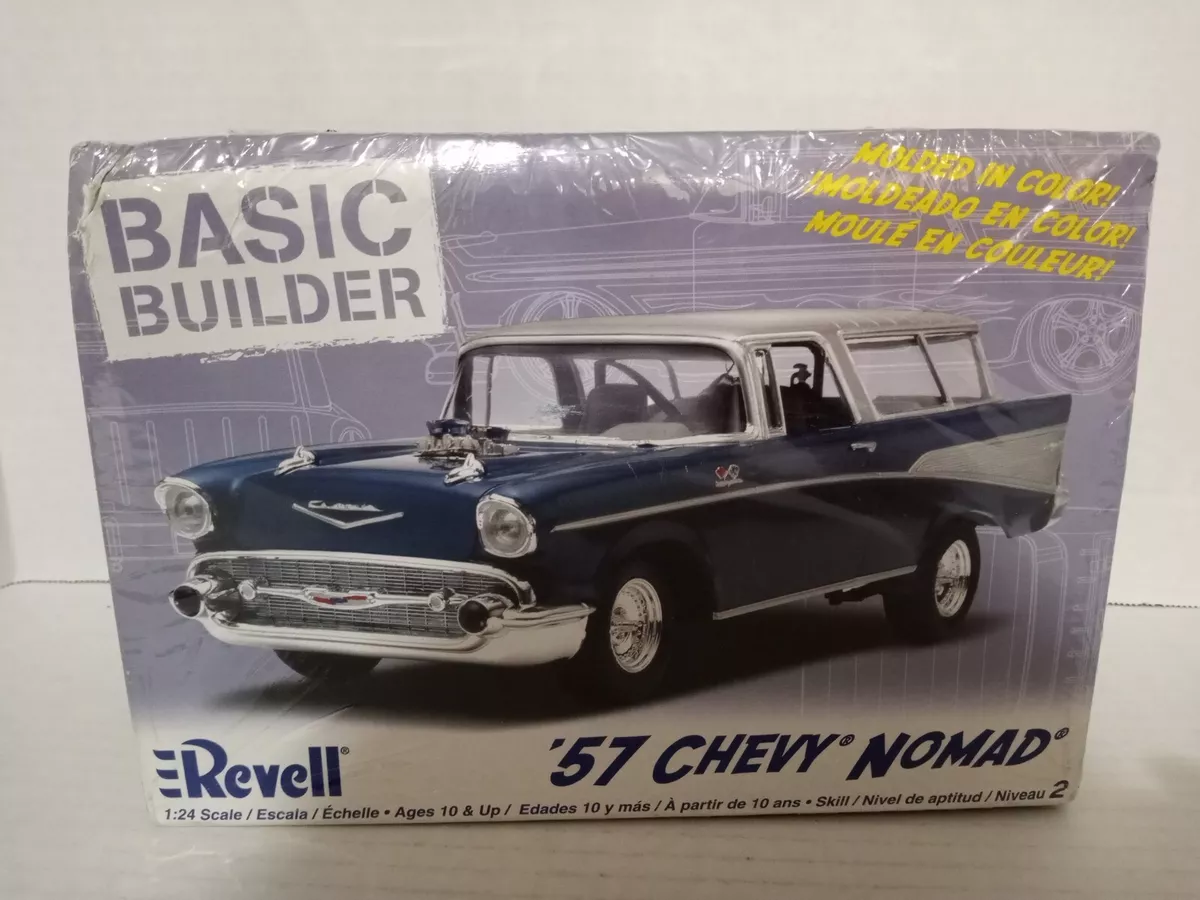 BASIC
BUILDER
MOLDED IN COLOR!
¡MOLDEADO EN COLOR!
MOULÉ EN COULEUR!
Revell®
'57 CHEVY® NOMAD®
1:24 Scale / Escala / Échelle • Ages 10 & Up / Edades 10 y más / À partir de 10 ans • Skill / Nivel de aptitud / Niveau 2